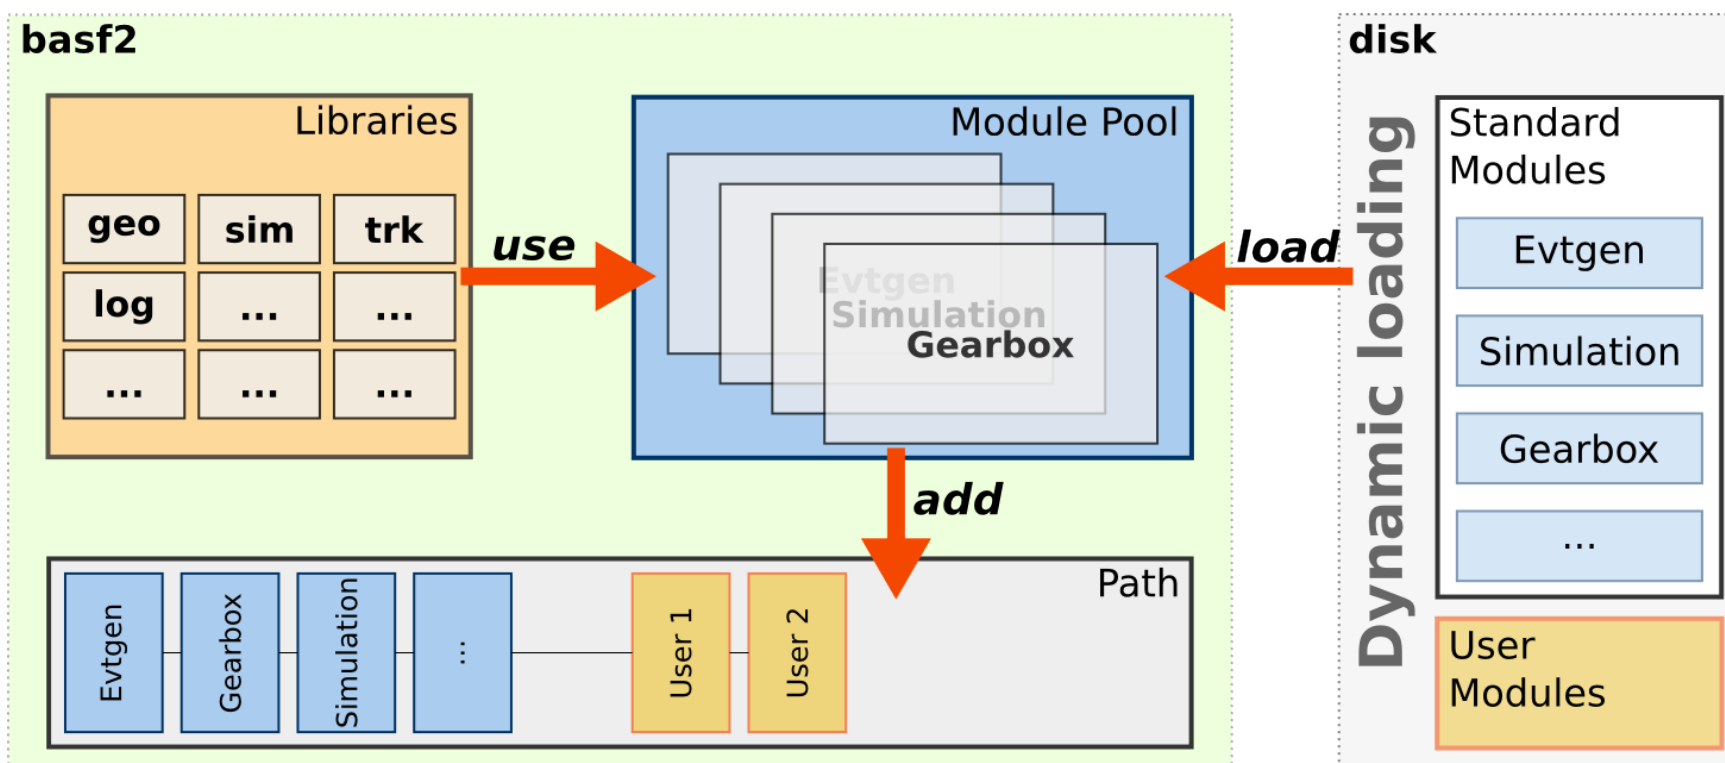 basf2
Libraries
geo
sim
trk
log
...
...
...
...
...
use
Module Pool
Evtgen
Simulation
Gearbox
load
add
Path
Evtgen
Gearbox
Simulation
...
User 1
User 2
disk
Dynamic loading
Standard
Modules
Evtgen
Simulation
Gearbox
...
User
Modules